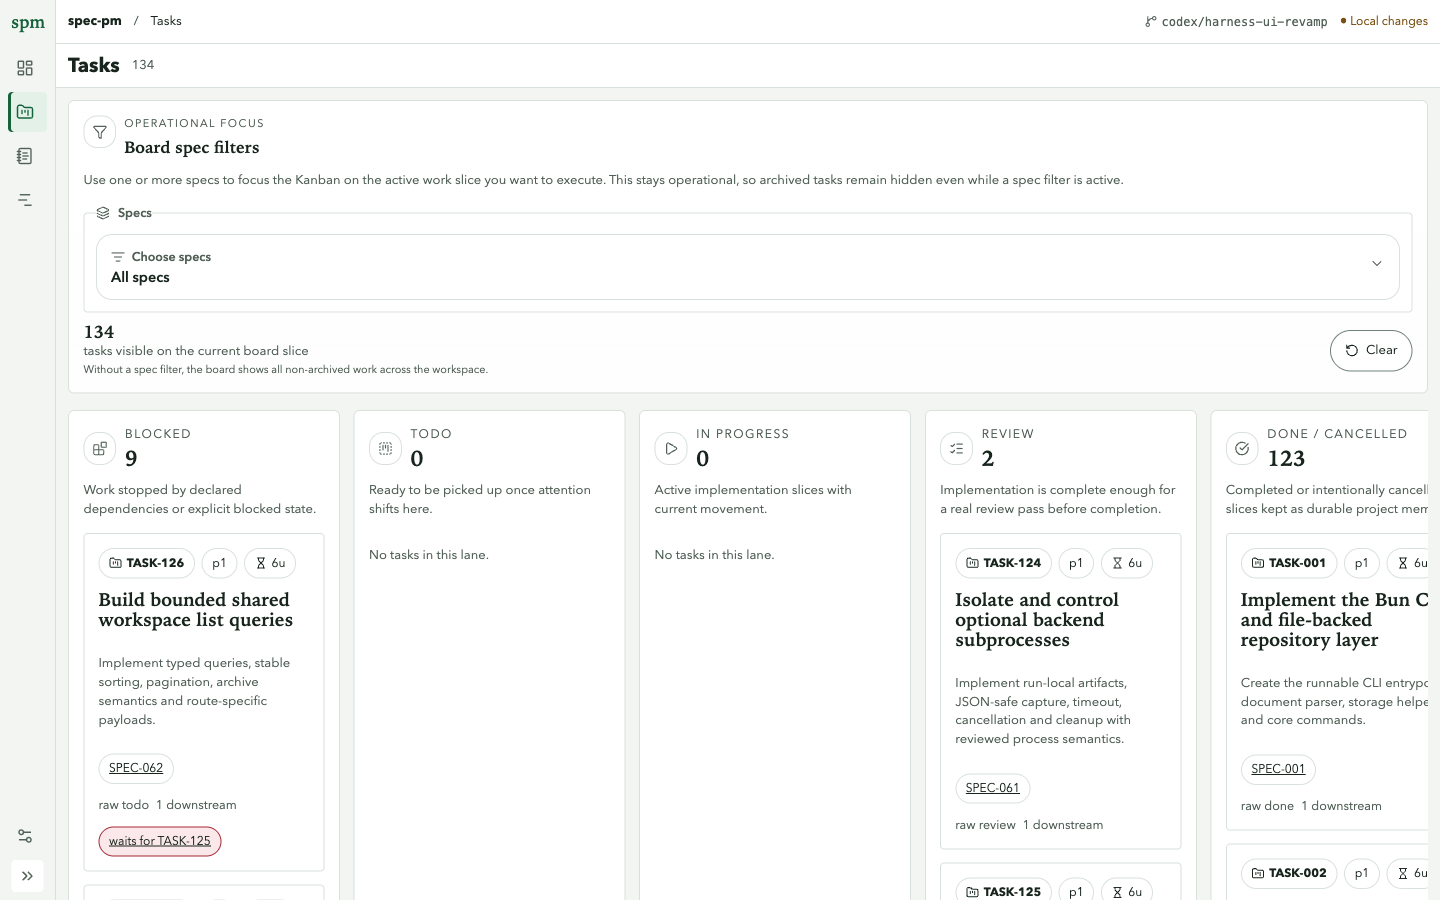 spm
spec-pm / Tasks
codex/harness-ui-revamp
Local changes
Tasks 134
OPERATIONAL FOCUS
Board spec filters
Use one or more specs to focus the Kanban on the active work slice you want to execute. This stays operational, so archived tasks remain hidden even while a spec filter is active.
Specs
Choose specs
All specs
134
tasks visible on the current board slice
Without a spec filter, the board shows all non-archived work across the workspace.
Clear
BLOCKED
9
Work stopped by declared
dependencies or explicit blocked state.
TASK-126 p1 6u
Build bounded shared
workspace list queries
Implement typed queries, stable
sorting, pagination, archive
semantics and route-specific
payloads.
SPEC-062
raw todo 1 downstream
waits for TASK-125
TODO
0
Ready to be picked up once attention
shifts here.
No tasks in this lane.
IN PROGRESS
0
Active implementation slices with
current movement.
No tasks in this lane.
REVIEW
2
Implementation is complete enough for
a real review pass before completion.
TASK-124 p1 6u
Isolate and control
optional backend
subprocesses
Implement run-local artifacts,
JSON-safe capture, timeout,
cancellation and cleanup with
reviewed process semantics.
SPEC-061
raw review 1 downstream
TASK-125 p1 6u
DONE / CANCELLED
123
Completed or intentionally cancell
slices kept as durable project mem
TASK-001 p1 6u
Implement the Bun C
and file-backed
repository layer
Create the runnable CLI entrypo
document parser, storage helpe
and core commands.
SPEC-001
raw done 1 downstream
TASK-002 p1 6u